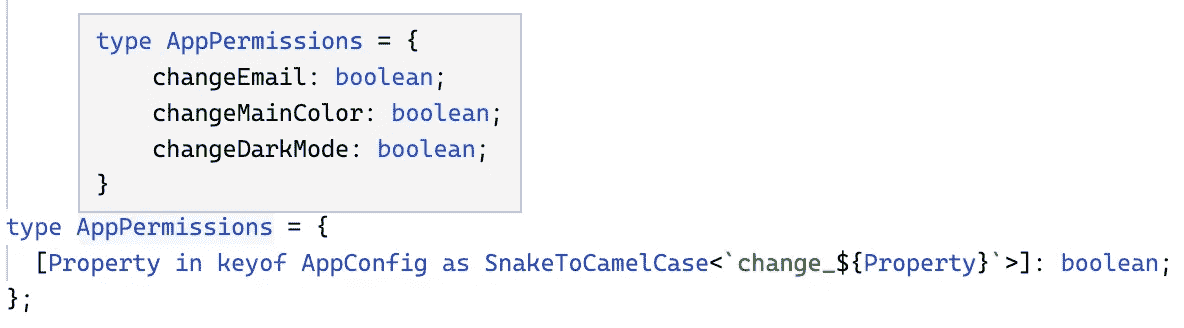 type AppPermissions = {
    changeEmail: boolean;
    changeMainColor: boolean;
    changeDarkMode: boolean;
}
type AppPermissions = {
  [Property in keyof AppConfig as SnakeToCamelCase<`change_${Property}`>]: boolean;
};